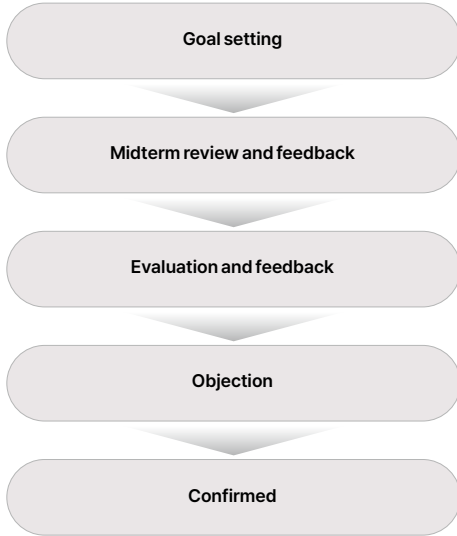 Goal setting
Midterm review and feedback
Evaluation and feedback
Objection
Confirmed